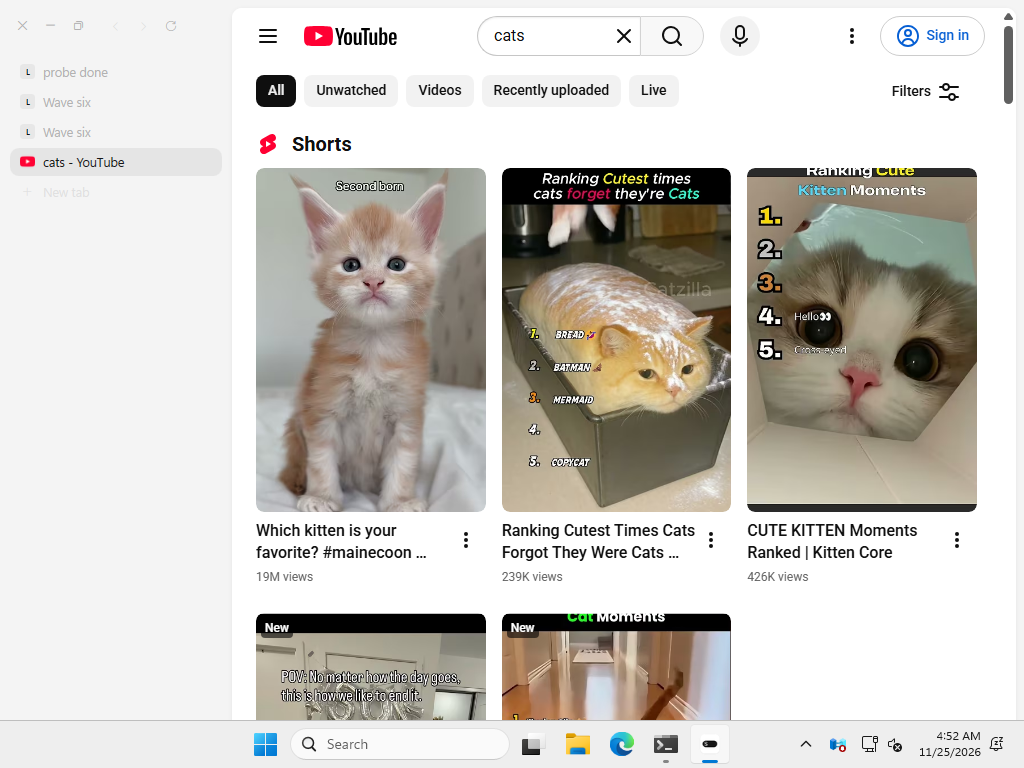 probe done
Wave six
Wave six
cats - YouTube
New tab
YouTube
cats
Sign in
All
Unwatched
Videos
Recently uploaded
Live
Filters
Shorts
Second born
Ranking Cutest times
cats forget they're Cats
Catzilla
1. BREAD
2. BATMAN
3. MERMAID
4.
5. COPYCAT
Ranking Cute
Kitten Moments
1.
2.
3.
4. Hello
5. Cross eyed
Which kitten is your
favorite? #mainecoon ...
19M views
Ranking Cutest Times Cats
Forgot They Were Cats ...
239K views
CUTE KITTEN Moments
Ranked | Kitten Core
426K views
New
POV: No matter how the day goes,
this is how we like to end it.
New
Cat Moments
Search
4:52 AM
11/25/2026